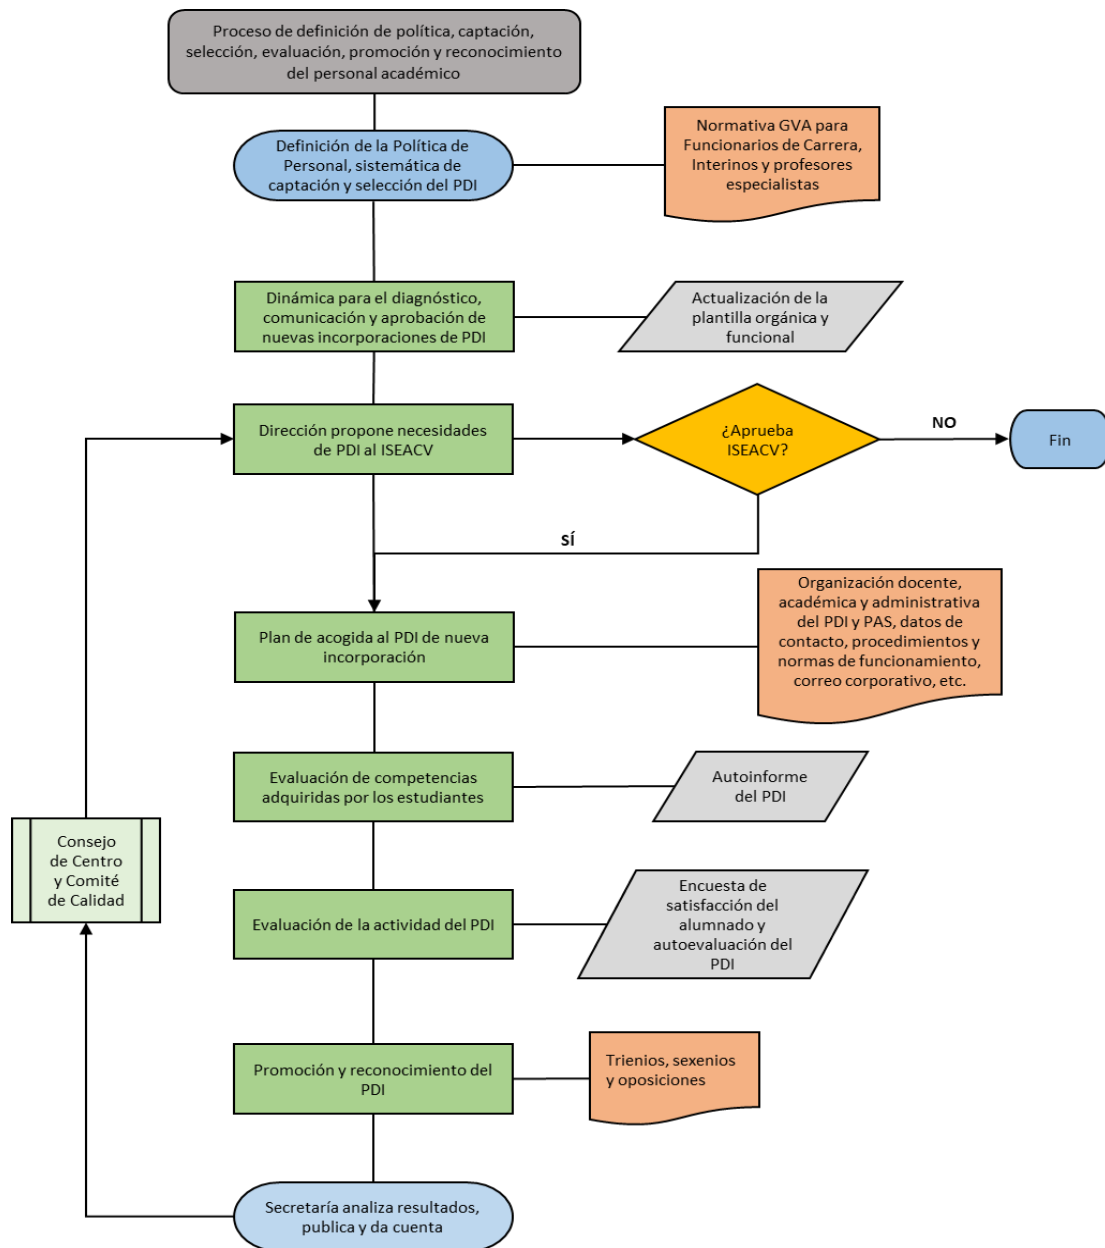 Proceso de definición de política, captación,
selección, evaluación, promoción y reconocimiento
del personal académico
Definición de la Política de
Personal, sistemática de
captación y selección del PDI
Normativa GVA para
Funcionarios de Carrera,
Interinos y profesores
especialistas
Dinámica para el diagnóstico,
comunicación y aprobación de
nuevas incorporaciones de PDI
Actualización de la
plantilla orgánica y
funcional
Dirección propone necesidades
de PDI al ISEACV
¿Aprueba
ISEACV?
NO
Fin
SÍ
Plan de acogida al PDI de nueva
incorporación
Organización docente,
académica y administrativa
del PDI y PAS, datos de
contacto, procedimientos y
normas de funcionamiento,
correo corporativo, etc.
Evaluación de competencias
adquiridas por los estudiantes
Autoinforme
del PDI
Consejo
de Centro
y Comité
de Calidad
Evaluación de la actividad del PDI
Encuesta de
satisfacción del
alumnado y
autoevaluación del
PDI
Promoción y reconocimiento del
PDI
Trienios, sexenios
y oposiciones
Secretaría analiza resultados,
publica y da cuenta